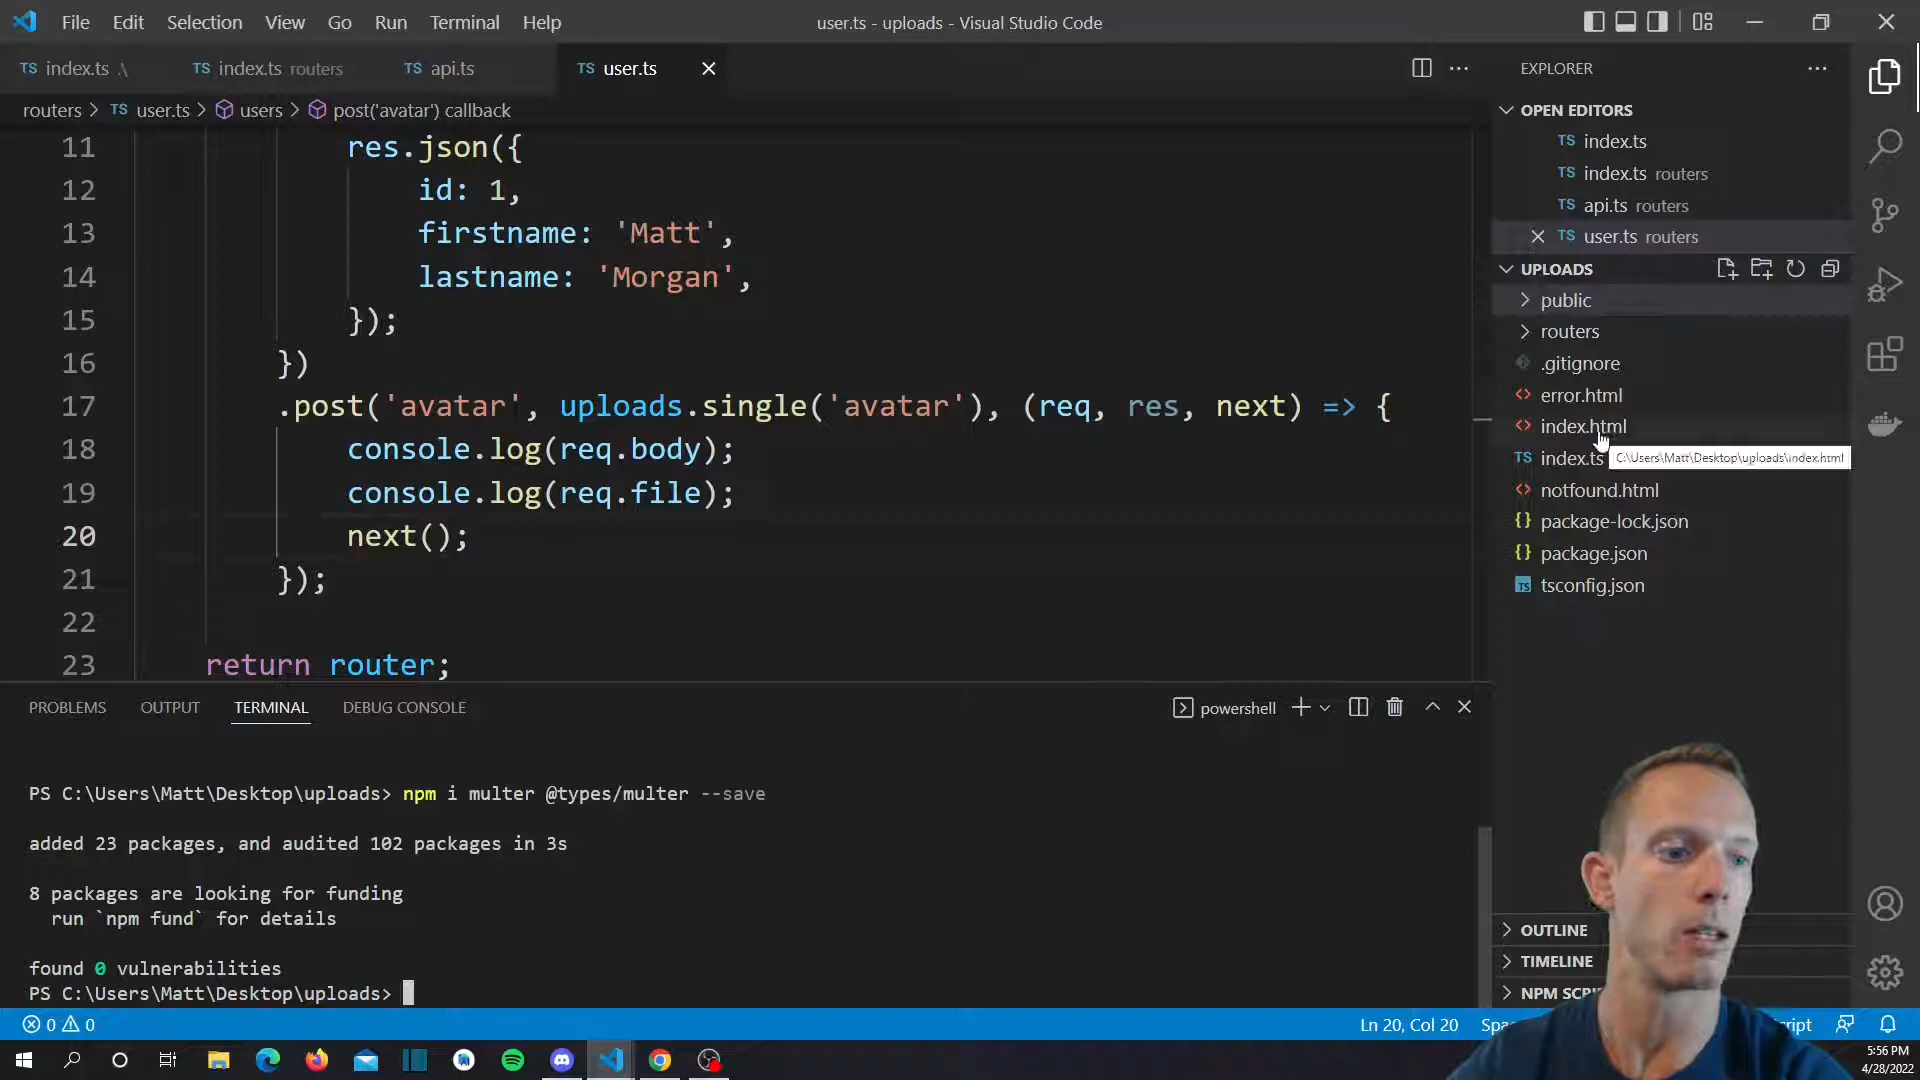 File Edit Selection View Go Run Terminal Help
user.ts - uploads - Visual Studio Code
TS index.ts .\
TS index.ts routers
TS api.ts
TS user.ts
routers > TS user.ts > users > post('avatar') callback
11 res.json({
12 id: 1,
13 firstname: 'Matt',
14 lastname: 'Morgan',
15 });
16 })
17 .post('avatar', uploads.single('avatar'), (req, res, next) => {
18 console.log(req.body);
19 console.log(req.file);
20 next();
21 });
22
23 return router;
PROBLEMS OUTPUT TERMINAL DEBUG CONSOLE
powershell
PS C:\Users\Matt\Desktop\uploads> npm i multer @types/multer --save
added 23 packages, and audited 102 packages in 3s
8 packages are looking for funding
run `npm fund` for details
found 0 vulnerabilities
PS C:\Users\Matt\Desktop\uploads>
EXPLORER
OPEN EDITORS
TS index.ts
TS index.ts routers
TS api.ts routers
TS user.ts routers
UPLOADS
public
routers
.gitignore
error.html
index.html
TS index.ts
C:\Users\Matt\Desktop\uploads\index.html
notfound.html
{} package-lock.json
{} package.json
TS tsconfig.json
OUTLINE
TIMELINE
NPM
0 0
Ln 20, Col 20
5:56 PM
4/28/2022